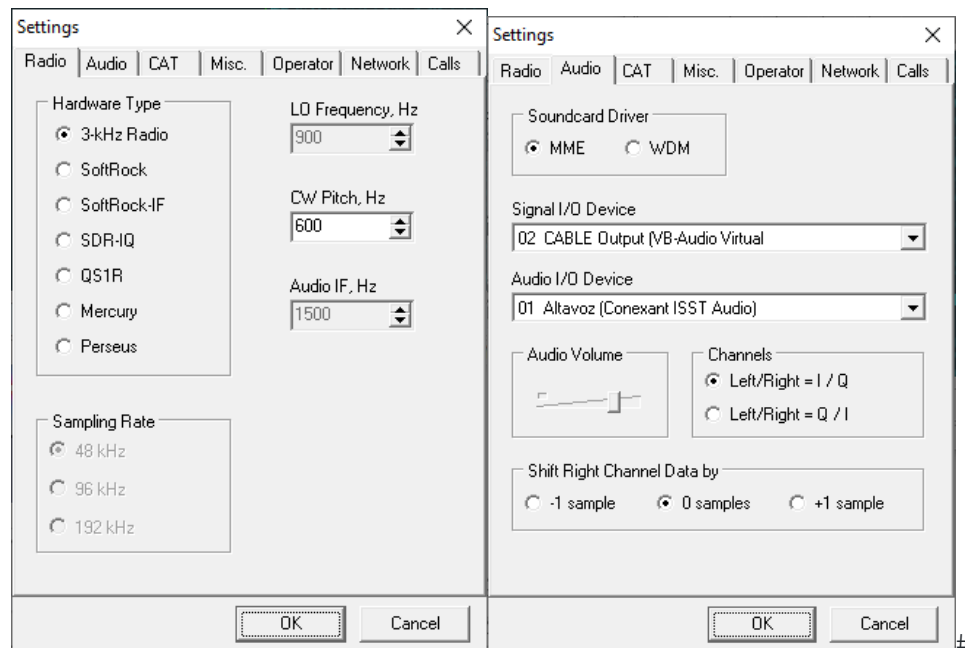 Settings
Radio Audio CAT Misc. Operator Network Calls
Hardware Type
3-kHz Radio
SoftRock
SoftRock-IF
SDR-IQ
QS1R
Mercury
Perseus
LO Frequency, Hz
900
CW Pitch, Hz
600
Audio IF, Hz
1500
Sampling Rate
48 kHz
96 kHz
192 kHz
OK Cancel
Settings
Radio Audio CAT Misc. Operator Network Calls
Soundcard Driver
MME WDM
Signal I/O Device
02 CABLE Output (VB-Audio Virtual
Audio I/O Device
01 Altavoz (Conexant ISST Audio)
Audio Volume
Channels
Left/Right = I / Q
Left/Right = Q / I
Shift Right Channel Data by
-1 sample 0 samples +1 sample
OK Cancel